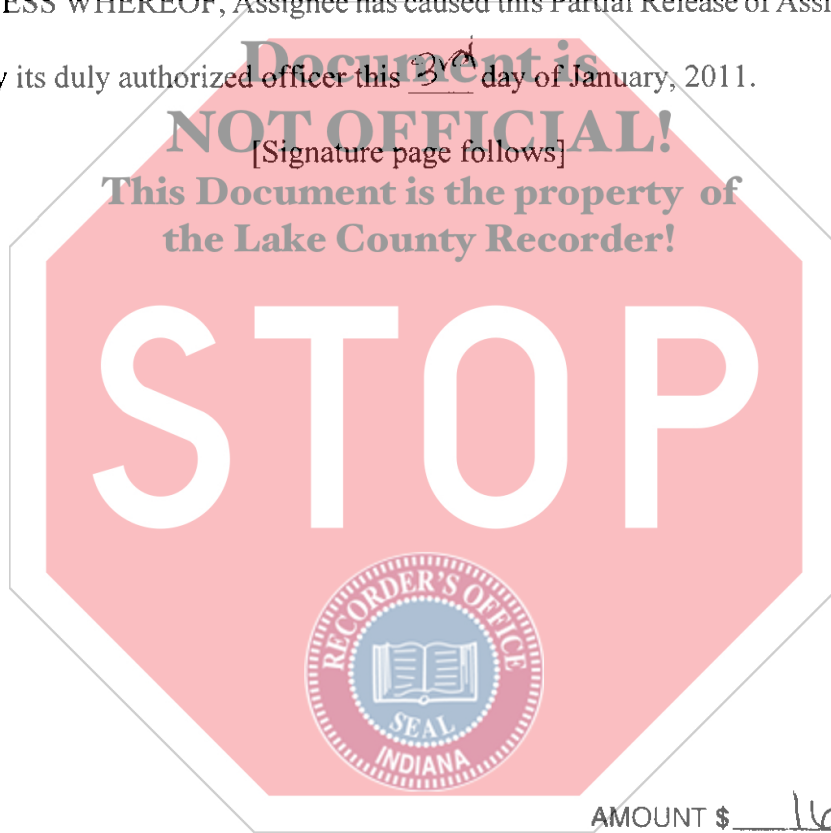 ESS WHEREOF, Assignee has caused this Partial Release of Assi
its duly authorized officer this 3rd day of January, 2011.
Document is
NOT OFFICIAL!
[Signature page follows]
This Document is the property of
the Lake County Recorder!
STOP
RECORDER'S OFFICE
SEAL
INDIANA
AMOUNT $